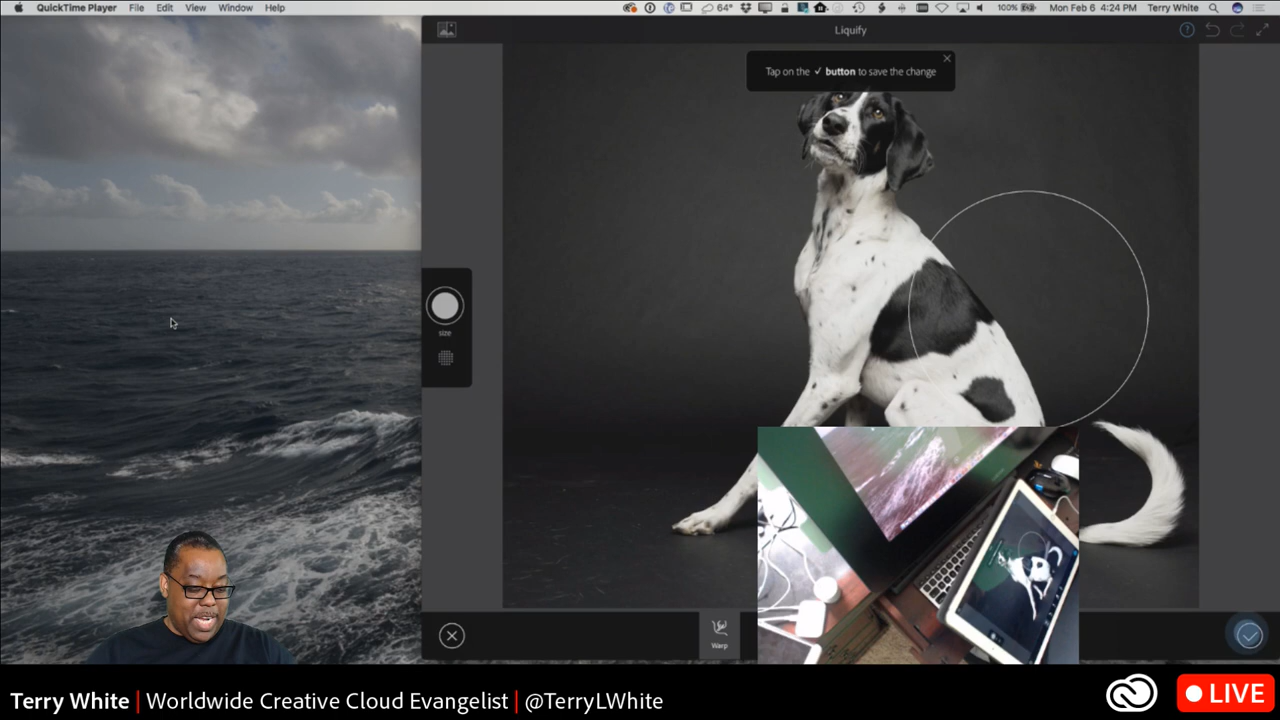 QuickTime Player File Edit View Window Help 64° 100% Mon Feb 6 4:24 PM Terry White
Liquify
Tap on the ✓ button to save the change
size
Warp
Terry White | Worldwide Creative Cloud Evangelist | @TerryLWhite
LIVE